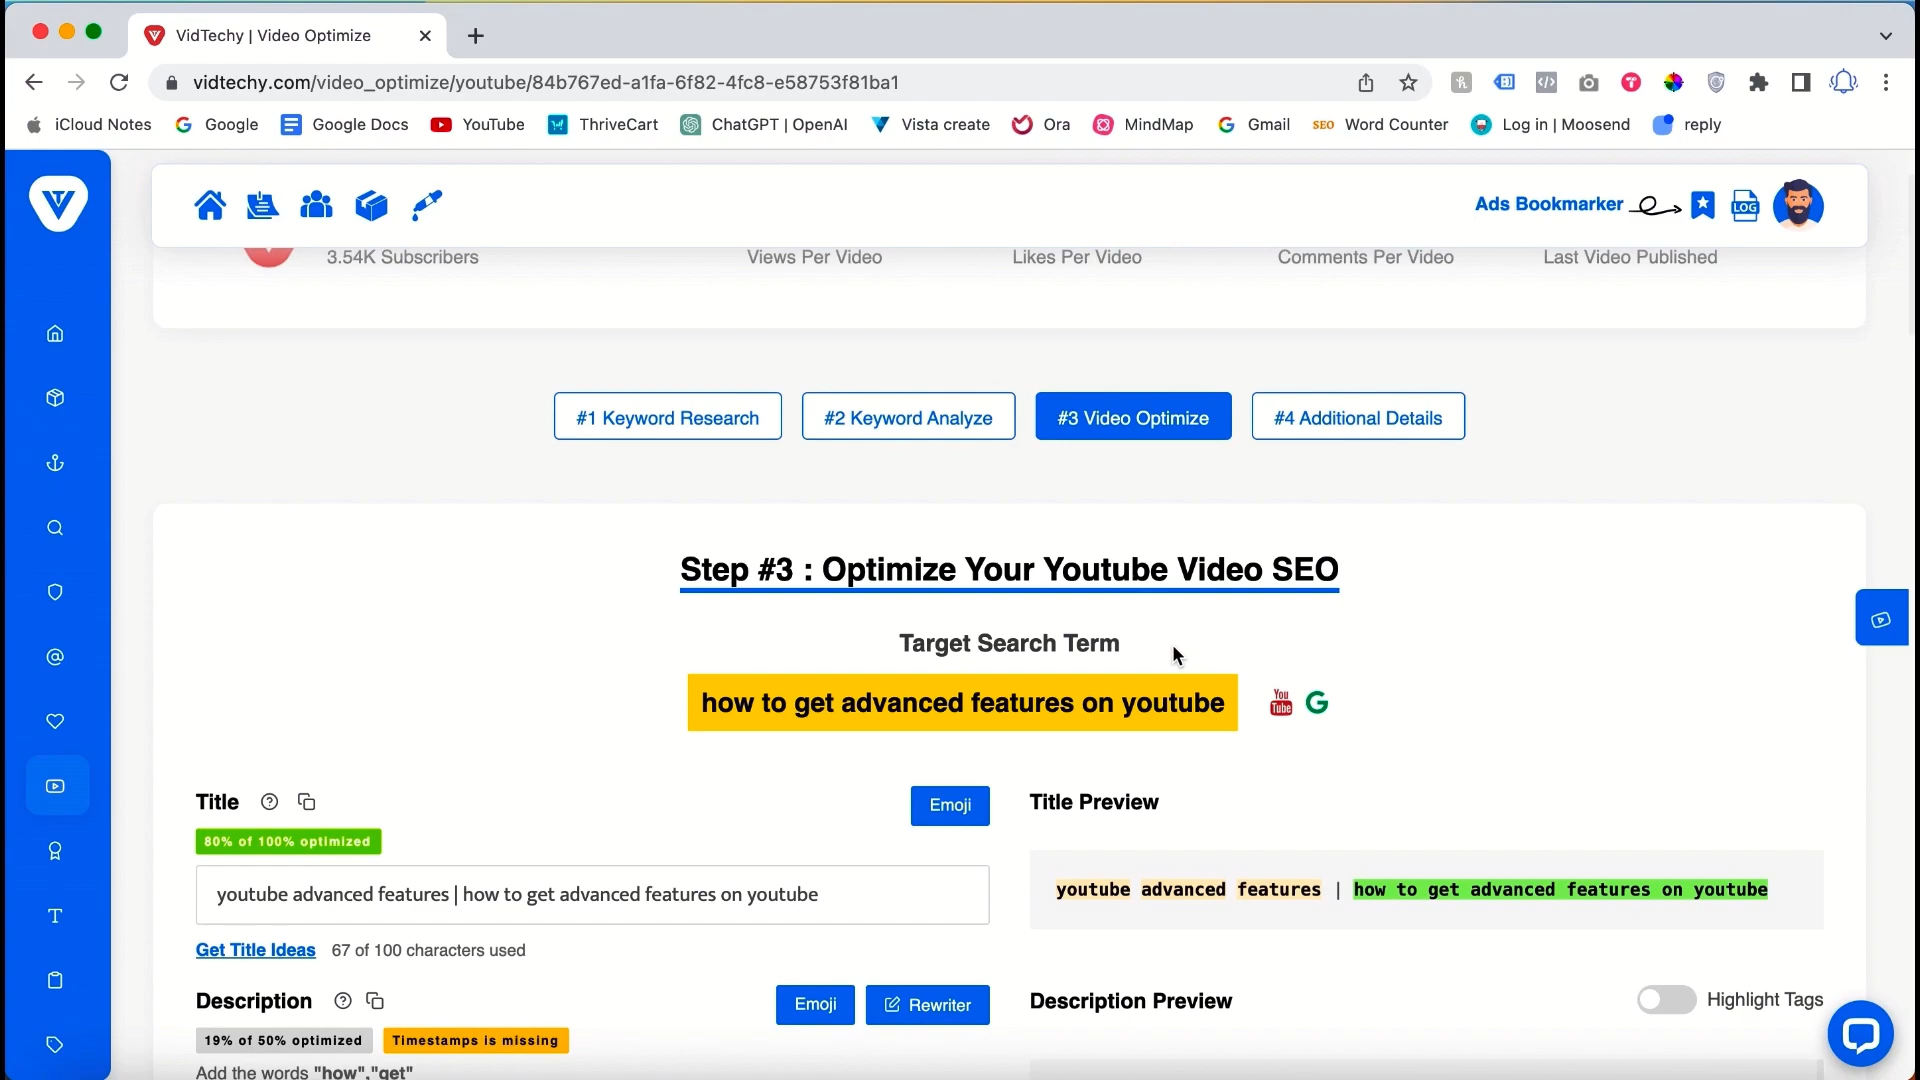 VidTechy | Video Optimize
vidtechy.com/video_optimize/youtube/84b767ed-a1fa-6f82-4fc8-e58753f81ba1
iCloud Notes Google Google Docs YouTube ThriveCart ChatGPT | OpenAI Vista create Ora MindMap Gmail SEO Word Counter Log in | Moosend reply
Ads Bookmarker LOG
3.54K Subscribers Views Per Video Likes Per Video Comments Per Video Last Video Published
#1 Keyword Research #2 Keyword Analyze #3 Video Optimize #4 Additional Details
Step #3 : Optimize Your Youtube Video SEO
Target Search Term
how to get advanced features on youtube You Tube G
Title Emoji Title Preview
80% of 100% optimized
youtube advanced features | how to get advanced features on youtube youtube advanced features | how to get advanced features on youtube
Get Title Ideas 67 of 100 characters used
Description Emoji Rewriter Description Preview Highlight Tags
19% of 50% optimized Timestamps is missing
Add the words "how","get"